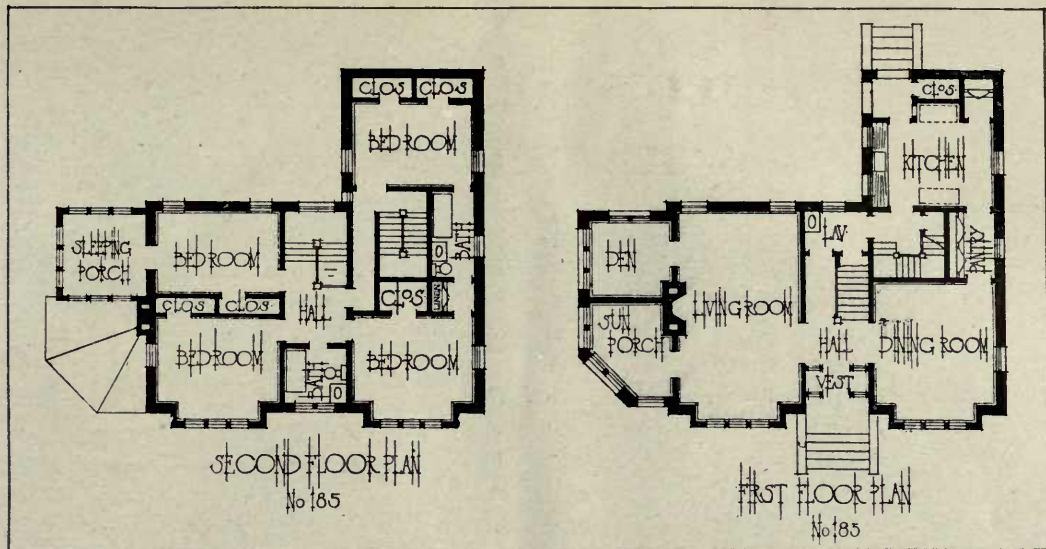 CLOS
CLOS
BEDROOM
SLEEPING
PORCH
BEDROOM
BATH
CLOS
CLOS
CLOS
LINEN
HALL
BEDROOM
BATH
BEDROOM
SECOND FLOOR PLAN
No 185
CLOS
KITCHEN
LAV.
PANTRY
DEN
SUN
PORCH
LIVING ROOM
HALL
DINING ROOM
VEST
FIRST FLOOR PLAN
No 185